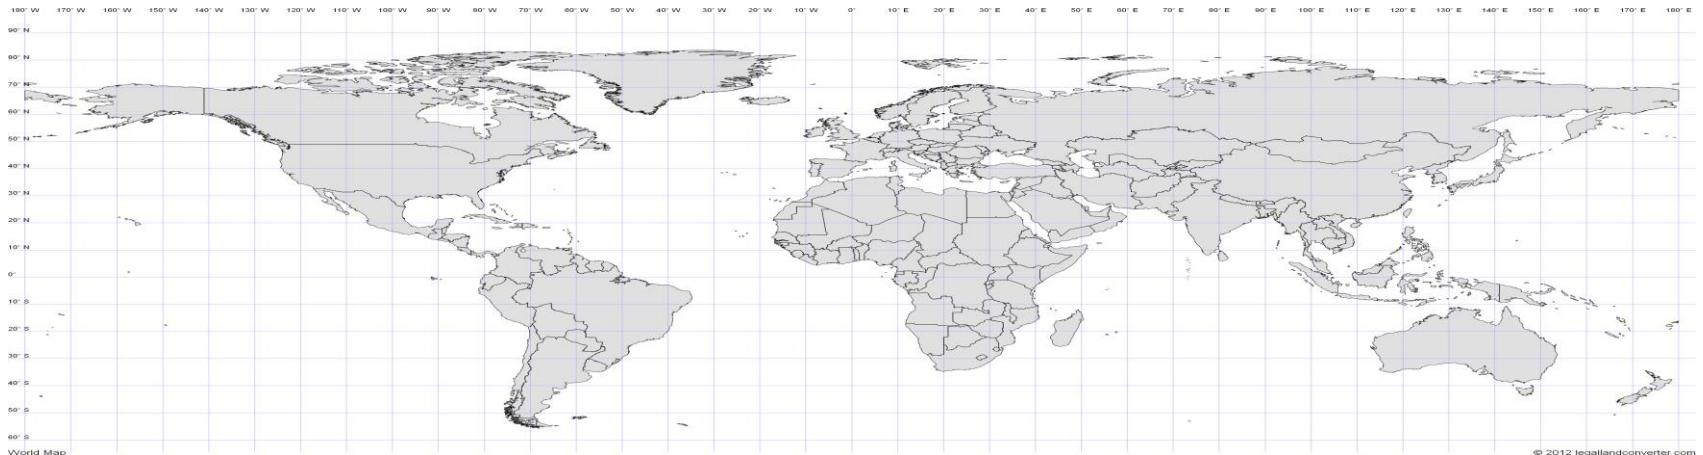 180° W 170° W 160° W 150° W 140° W 130° W 120° W 110° W 100° W 90° W 80° W 70° W 60° W 50° W 40° W 30° W 20° W 10° W 0° 10° E 20° E 30° E 40° E 50° E 60° E 70° E 80° E 90° E 100° E 110° E 120° E 130° E 140° E 150° E 160° E 170° E 180° E
90° N
80° N
70° N
60° N
50° N
40° N
30° N
20° N
10° N
0°
10° S
20° S
30° S
40° S
50° S
60° S
World Map © 2012 legallandconverter.com